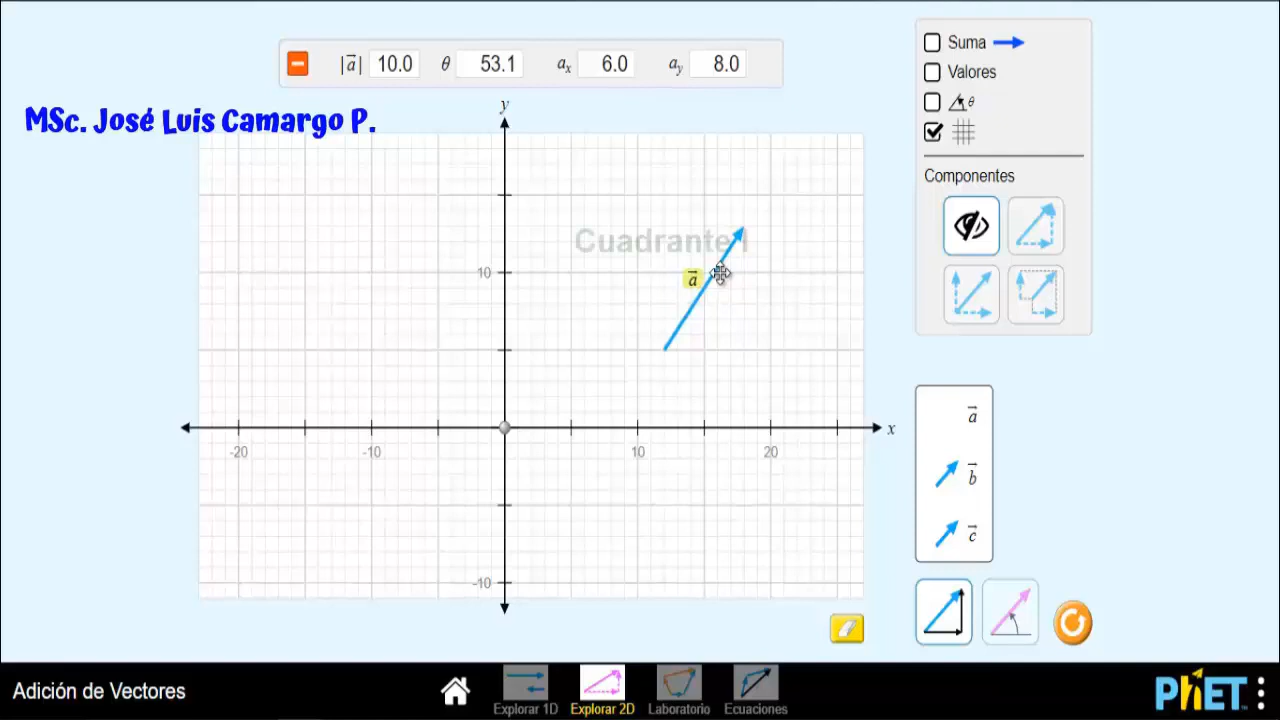 |a⃗| 10.0 θ 53.1 aₓ 6.0 a_y 8.0
MSc. José Luis Camargo P.
Suma
Valores
θ
Componentes
y
Cuadrante I
a⃗
10
-20
-10
10
20
x
-10
a⃗
b⃗
c⃗
Adición de Vectores
Explorar 1D
Explorar 2D
Laboratorio
Ecuaciones
PhET